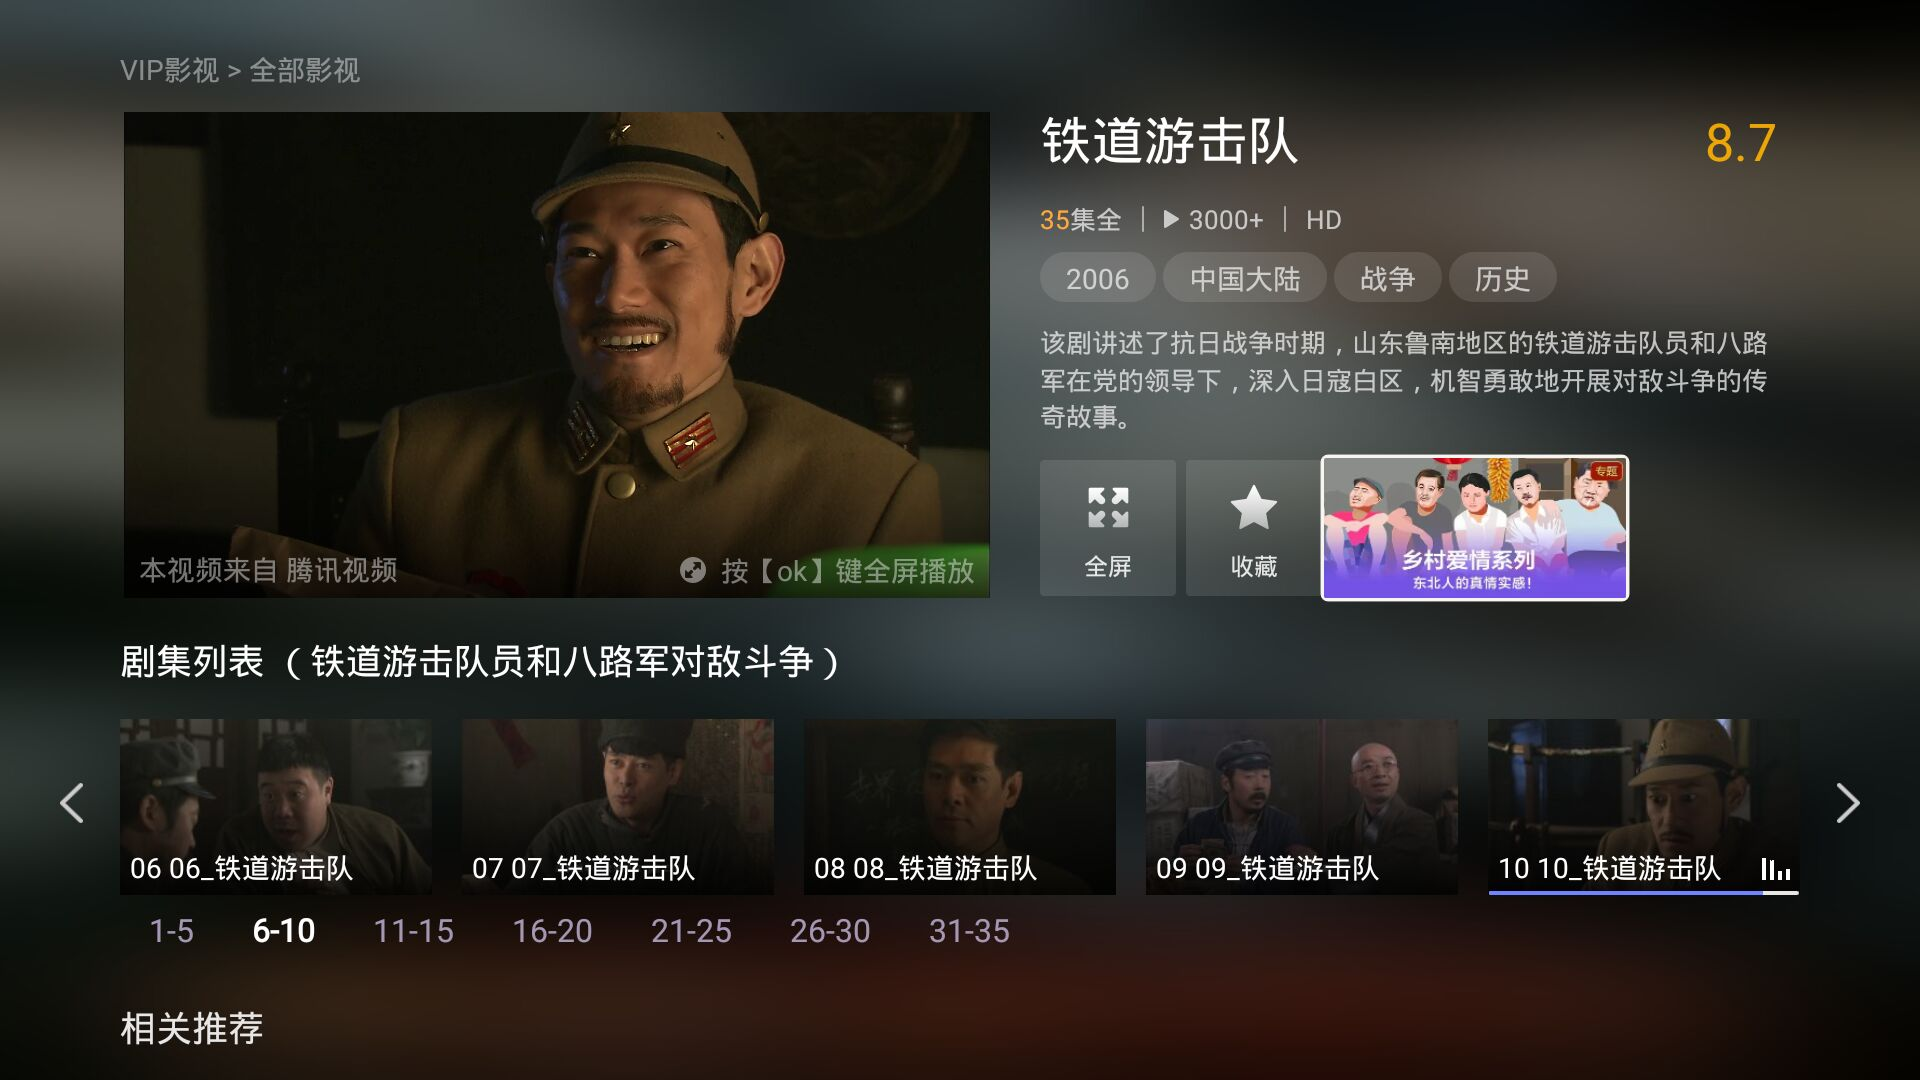 VIP影视 > 全部影视
铁道游击队
8.7
35集全 | 3000+ | HD
2006 中国大陆 战争 历史
该剧讲述了抗日战争时期，山东鲁南地区的铁道游击队员和八路
军在党的领导下，深入日寇白区，机智勇敢地开展对敌斗争的传
奇故事。
本视频来自 腾讯视频
按【ok】键全屏播放
全屏
收藏
专题
乡村爱情系列
东北人的真情实感!
剧集列表 （铁道游击队员和八路军对敌斗争）
06 06_铁道游击队
07 07_铁道游击队
08 08_铁道游击队
09 09_铁道游击队
10 10_铁道游击队
1-5 6-10 11-15 16-20 21-25 26-30 31-35
相关推荐